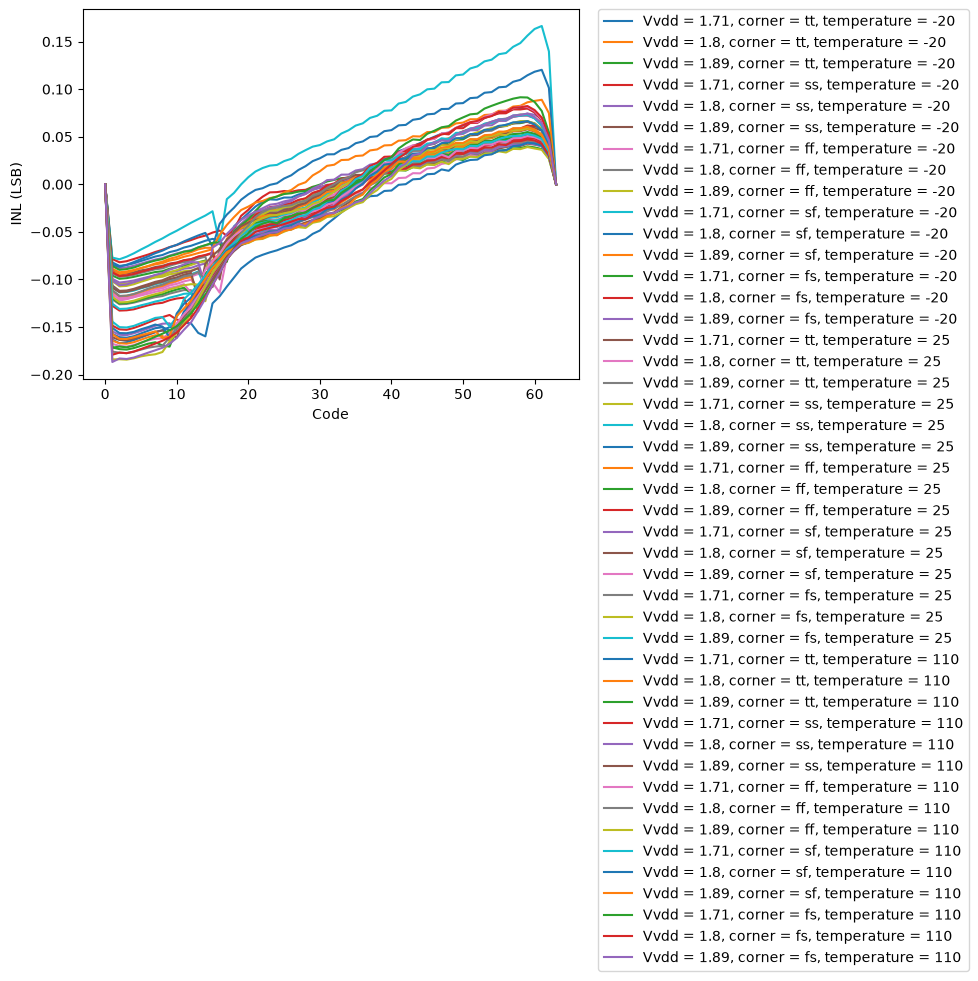 0.15
0.10
0.05
0.00
−0.05
−0.10
−0.15
−0.20
INL (LSB)
0 10 20 30 40 50 60
Code
Vvdd = 1.71, corner = tt, temperature = -20
Vvdd = 1.8, corner = tt, temperature = -20
Vvdd = 1.89, corner = tt, temperature = -20
Vvdd = 1.71, corner = ss, temperature = -20
Vvdd = 1.8, corner = ss, temperature = -20
Vvdd = 1.89, corner = ss, temperature = -20
Vvdd = 1.71, corner = ff, temperature = -20
Vvdd = 1.8, corner = ff, temperature = -20
Vvdd = 1.89, corner = ff, temperature = -20
Vvdd = 1.71, corner = sf, temperature = -20
Vvdd = 1.8, corner = sf, temperature = -20
Vvdd = 1.89, corner = sf, temperature = -20
Vvdd = 1.71, corner = fs, temperature = -20
Vvdd = 1.8, corner = fs, temperature = -20
Vvdd = 1.89, corner = fs, temperature = -20
Vvdd = 1.71, corner = tt, temperature = 25
Vvdd = 1.8, corner = tt, temperature = 25
Vvdd = 1.89, corner = tt, temperature = 25
Vvdd = 1.71, corner = ss, temperature = 25
Vvdd = 1.8, corner = ss, temperature = 25
Vvdd = 1.89, corner = ss, temperature = 25
Vvdd = 1.71, corner = ff, temperature = 25
Vvdd = 1.8, corner = ff, temperature = 25
Vvdd = 1.89, corner = ff, temperature = 25
Vvdd = 1.71, corner = sf, temperature = 25
Vvdd = 1.8, corner = sf, temperature = 25
Vvdd = 1.89, corner = sf, temperature = 25
Vvdd = 1.71, corner = fs, temperature = 25
Vvdd = 1.8, corner = fs, temperature = 25
Vvdd = 1.89, corner = fs, temperature = 25
Vvdd = 1.71, corner = tt, temperature = 110
Vvdd = 1.8, corner = tt, temperature = 110
Vvdd = 1.89, corner = tt, temperature = 110
Vvdd = 1.71, corner = ss, temperature = 110
Vvdd = 1.8, corner = ss, temperature = 110
Vvdd = 1.89, corner = ss, temperature = 110
Vvdd = 1.71, corner = ff, temperature = 110
Vvdd = 1.8, corner = ff, temperature = 110
Vvdd = 1.89, corner = ff, temperature = 110
Vvdd = 1.71, corner = sf, temperature = 110
Vvdd = 1.8, corner = sf, temperature = 110
Vvdd = 1.89, corner = sf, temperature = 110
Vvdd = 1.71, corner = fs, temperature = 110
Vvdd = 1.8, corner = fs, temperature = 110
Vvdd = 1.89, corner = fs, temperature = 110